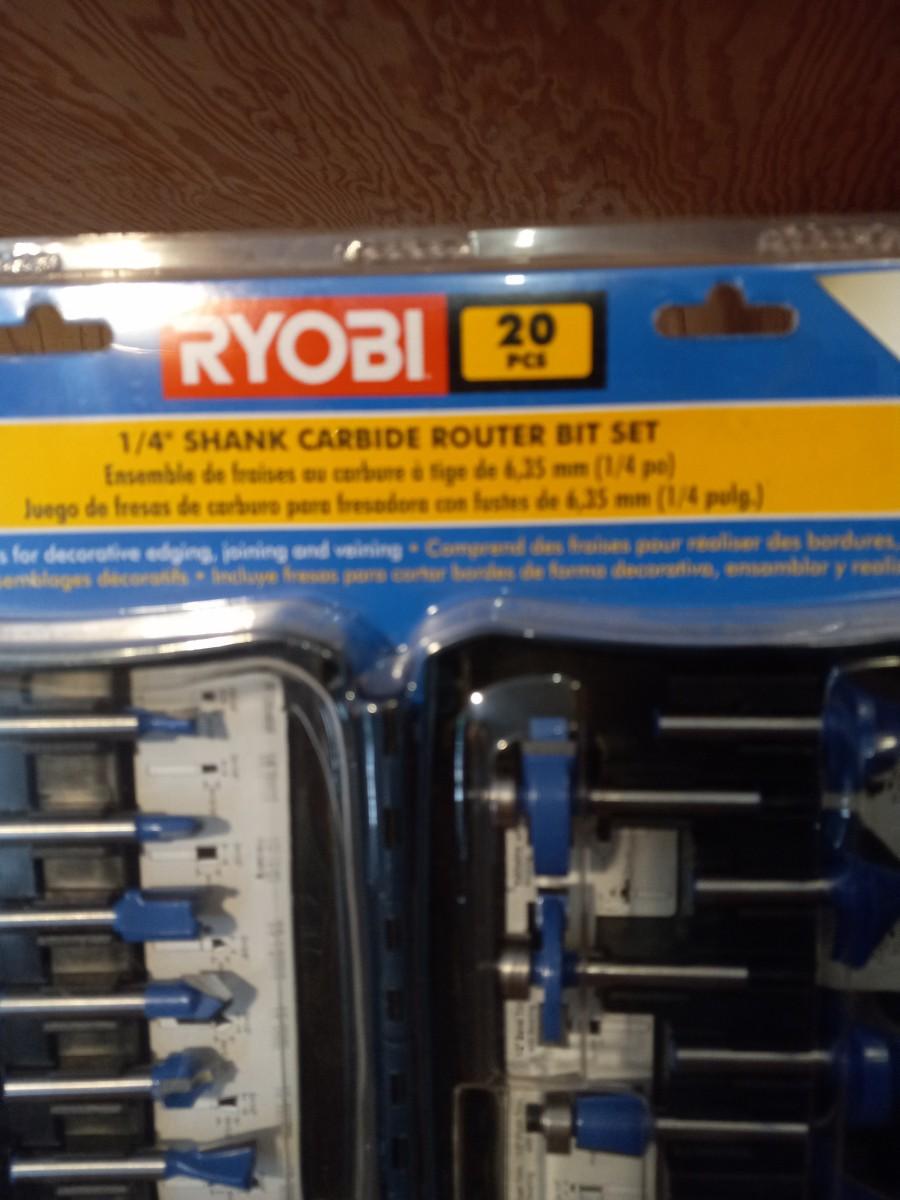 RYOBI
20
PCS
1/4" SHANK CARBIDE ROUTER BIT SET
Ensemble de fraises au carbure à tige de 6,35 mm (1/4 po)
Juego de fresas de carburo para fresadora con fustes de 6,35 mm (1/4 pulg.)
s for decorative edging, joining and veining • Comprend des fraises pour réaliser des bordures,
semblages décoratifs • Incluye fresas para cortar bordes de forma decorativa, ensamblar y reali